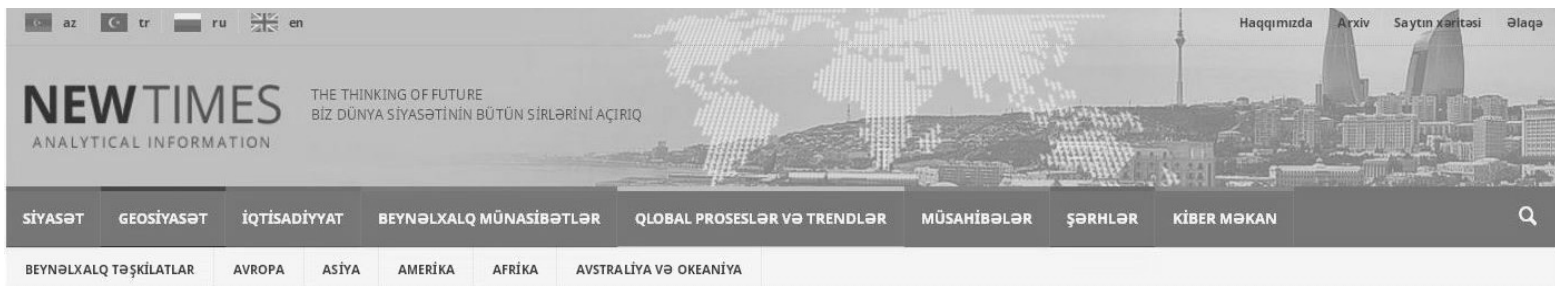 az tr ru en Haqqımızda Arxiv Saytın xəritəsi Əlaqə
NEWTIMES
ANALYTICAL INFORMATION
THE THINKING OF FUTURE
BİZ DÜNYA SİYASƏTİNİN BÜTÜN SİRLƏRİNİ AÇIRIQ
SİYASƏT GEOSİYASƏT İQTİSADİYYAT BEYNƏLXALQ MÜNASİBƏTLƏR QLOBAL PROSESLƏR VƏ TRENDLƏR MÜSAHİBƏLƏR ŞƏRHLƏR KİBER MƏKAN
BEYNƏLXALQ TƏŞKİLATLAR AVROPA ASİYA AMERİKA AFRİKA AVSTRALİYA VƏ OKEANİYA